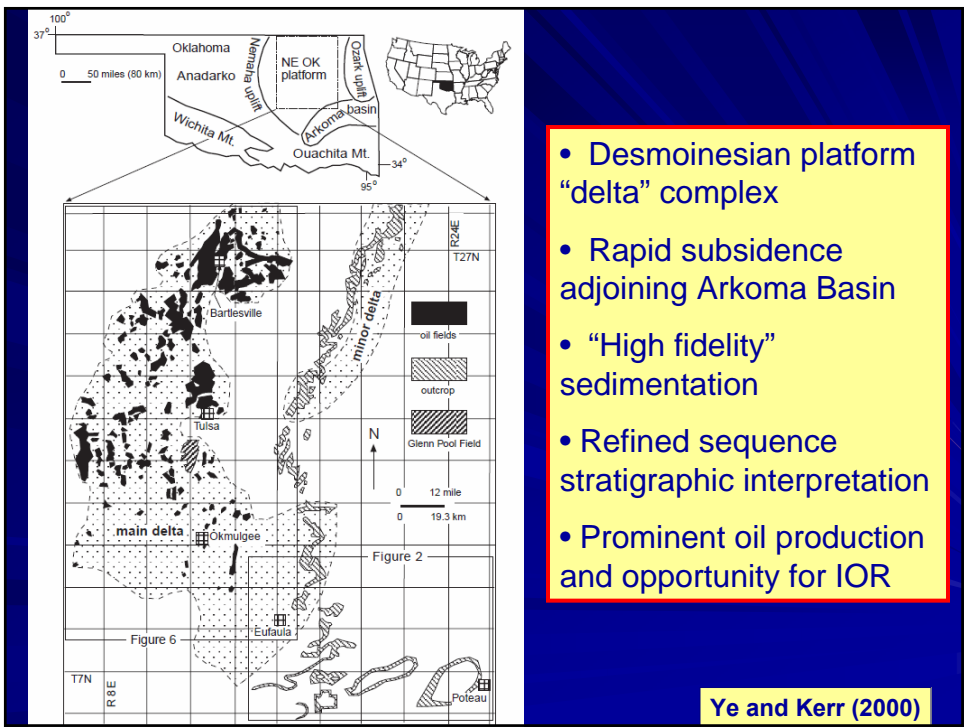 100°
37°
Oklahoma
Nemaha uplift
NE OK
platform
Ozark uplift
0 50 miles (80 km)
Anadarko
Wichita Mt.
Arkoma basin
Ouachita Mt.
34°
95°
R24E
T27N
Bartlesville
minor delta
oil fields
outcrop
Tulsa
Glenn Pool Field
N
0 12 mile
0 19.3 km
main delta
Okmulgee
Figure 2
Eufaula
Figure 6
T7N
R8E
Poteau
• Desmoinesian platform
“delta” complex
• Rapid subsidence
adjoining Arkoma Basin
• “High fidelity”
sedimentation
• Refined sequence
stratigraphic interpretation
• Prominent oil production
and opportunity for IOR
Ye and Kerr (2000)